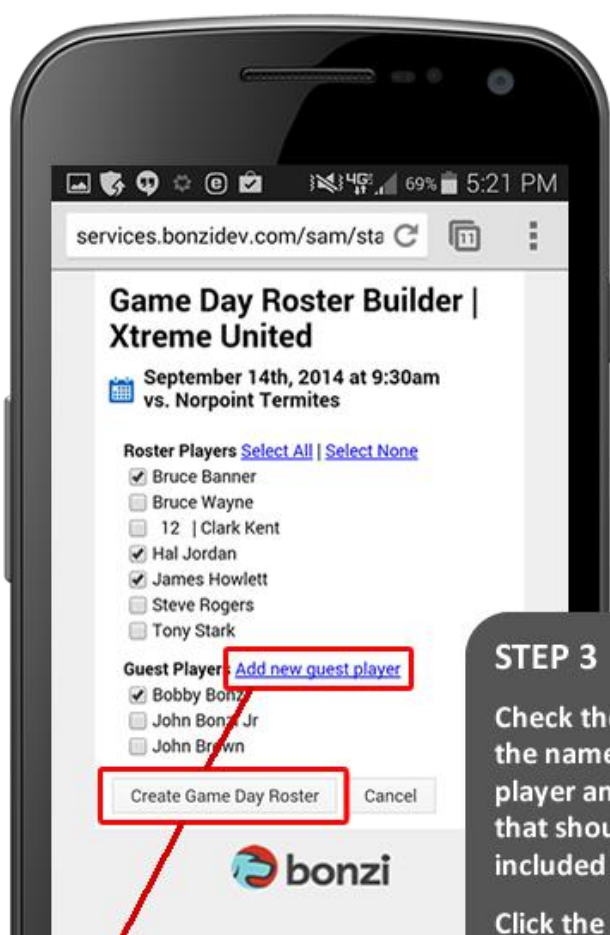 69% 5:21 PM
services.bonzidev.com/sam/sta
11
Game Day Roster Builder |
Xtreme United
September 14th, 2014 at 9:30am
vs. Norpoint Termites
Roster Players Select All | Select None
Bruce Banner
Bruce Wayne
12 | Clark Kent
Hal Jordan
James Howlett
Steve Rogers
Tony Stark
Guest Players Add new guest player
Bobby Bonzi
John Bonzi Jr
John Brown
Create Game Day Roster Cancel
bonzi
STEP 3
Check the
the name
player an
that shou
included
Click the